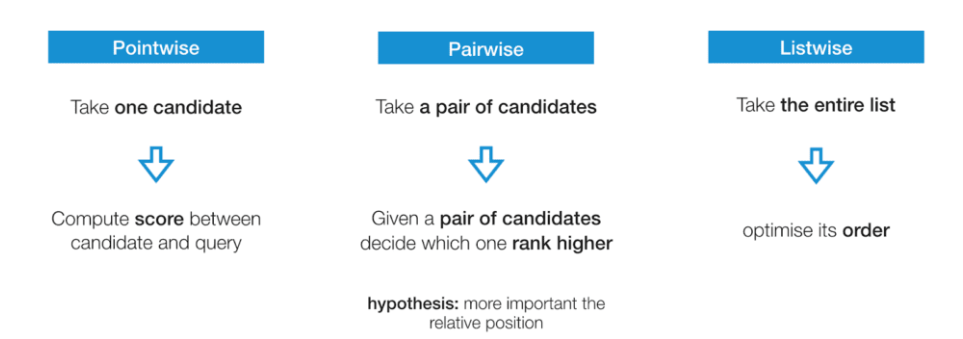 Pointwise
Take one candidate
Compute score between
candidate and query
Pairwise
Take a pair of candidates
Given a pair of candidates
decide which one rank higher
hypothesis: more important the
relative position
Listwise
Take the entire list
optimise its order